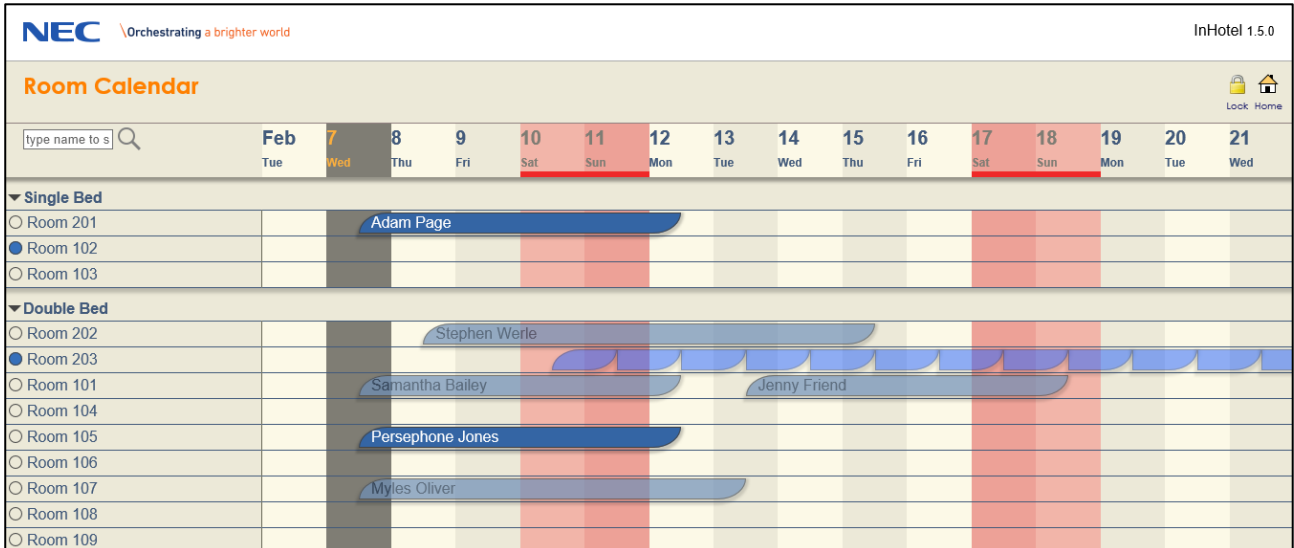 NEC \Orchestrating a brighter world
InHotel 1.5.0
Room Calendar
Lock Home
type name to s
Feb 7 8 9 10 11 12 13 14 15 16 17 18 19 20 21
Tue Wed Thu Fri Sat Sun Mon Tue Wed Thu Fri Sat Sun Mon Tue Wed
Single Bed
Room 201 Adam Page
Room 102
Room 103
Double Bed
Room 202 Stephen Werle
Room 203
Room 101 Samantha Bailey Jenny Friend
Room 104
Room 105 Persephone Jones
Room 106
Room 107 Myles Oliver
Room 108
Room 109